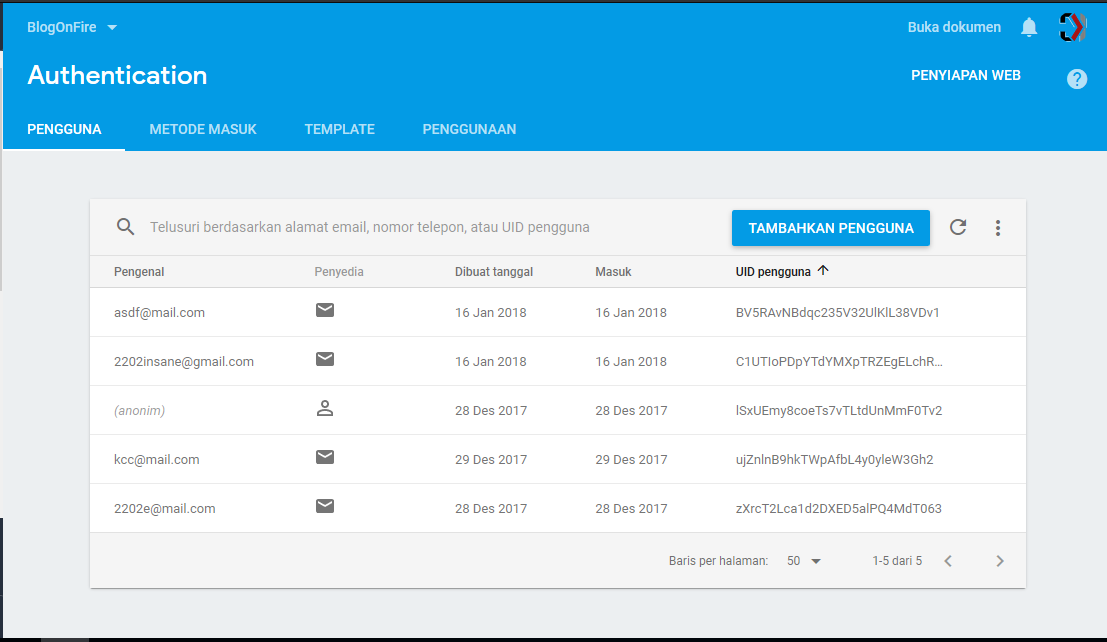 BlogOnFire
Buka dokumen
Authentication
PENYIAPAN WEB
?
PENGGUNA METODE MASUK TEMPLATE PENGGUNAAN
Telusuri berdasarkan alamat email, nomor telepon, atau UID pengguna
TAMBAHKAN PENGGUNA
Pengenal Penyedia Dibuat tanggal Masuk UID pengguna
asdf@mail.com 16 Jan 2018 16 Jan 2018 BV5RAvNBdqc235V32UlKlL38VDv1
2202insane@gmail.com 16 Jan 2018 16 Jan 2018 C1UTIoPDpYTdYMXpTRZEgELchR...
(anonim) 28 Des 2017 28 Des 2017 lSxUEmy8coeTs7vTLtdUnMmF0Tv2
kcc@mail.com 29 Des 2017 29 Des 2017 ujZnlnB9hkTWpAfbL4y0yleW3Gh2
2202e@mail.com 28 Des 2017 28 Des 2017 zXrcT2Lca1d2DXED5alPQ4MdT063
Baris per halaman: 50 1-5 dari 5